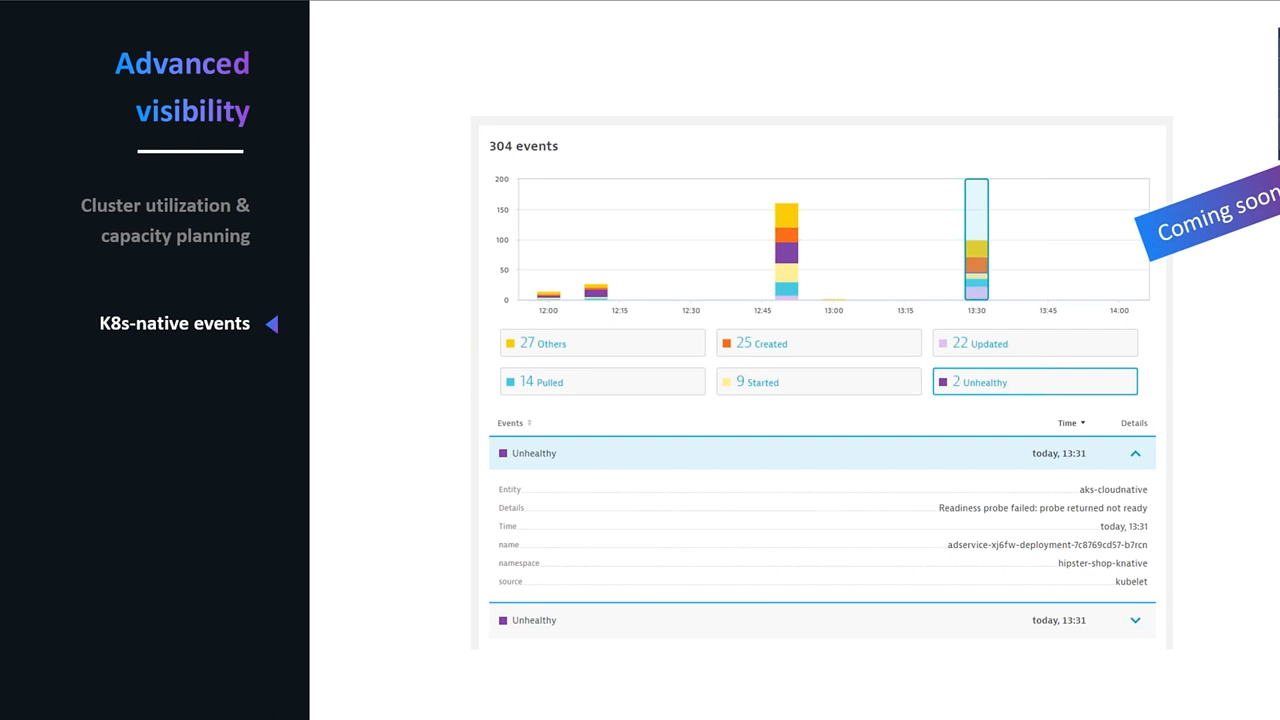 Advanced
visibility
Cluster utilization &
capacity planning
K8s-native events
304 events
200
150
100
50
0
12:00
12:15
12:30
12:45
13:00
13:15
13:30
13:45
14:00
27 Others
25 Created
22 Updated
14 Pulled
9 Started
2 Unhealthy
Events
Time
Details
Unhealthy
today, 13:31
Entity
aks-cloudnative
Details
Readiness probe failed: probe returned not ready
Time
today, 13:31
name
adservice-xj6fw-deployment-7c8769cd57-b7rcn
namespace
hipster-shop-knative
source
kubelet
Unhealthy
today, 13:31
Coming soon